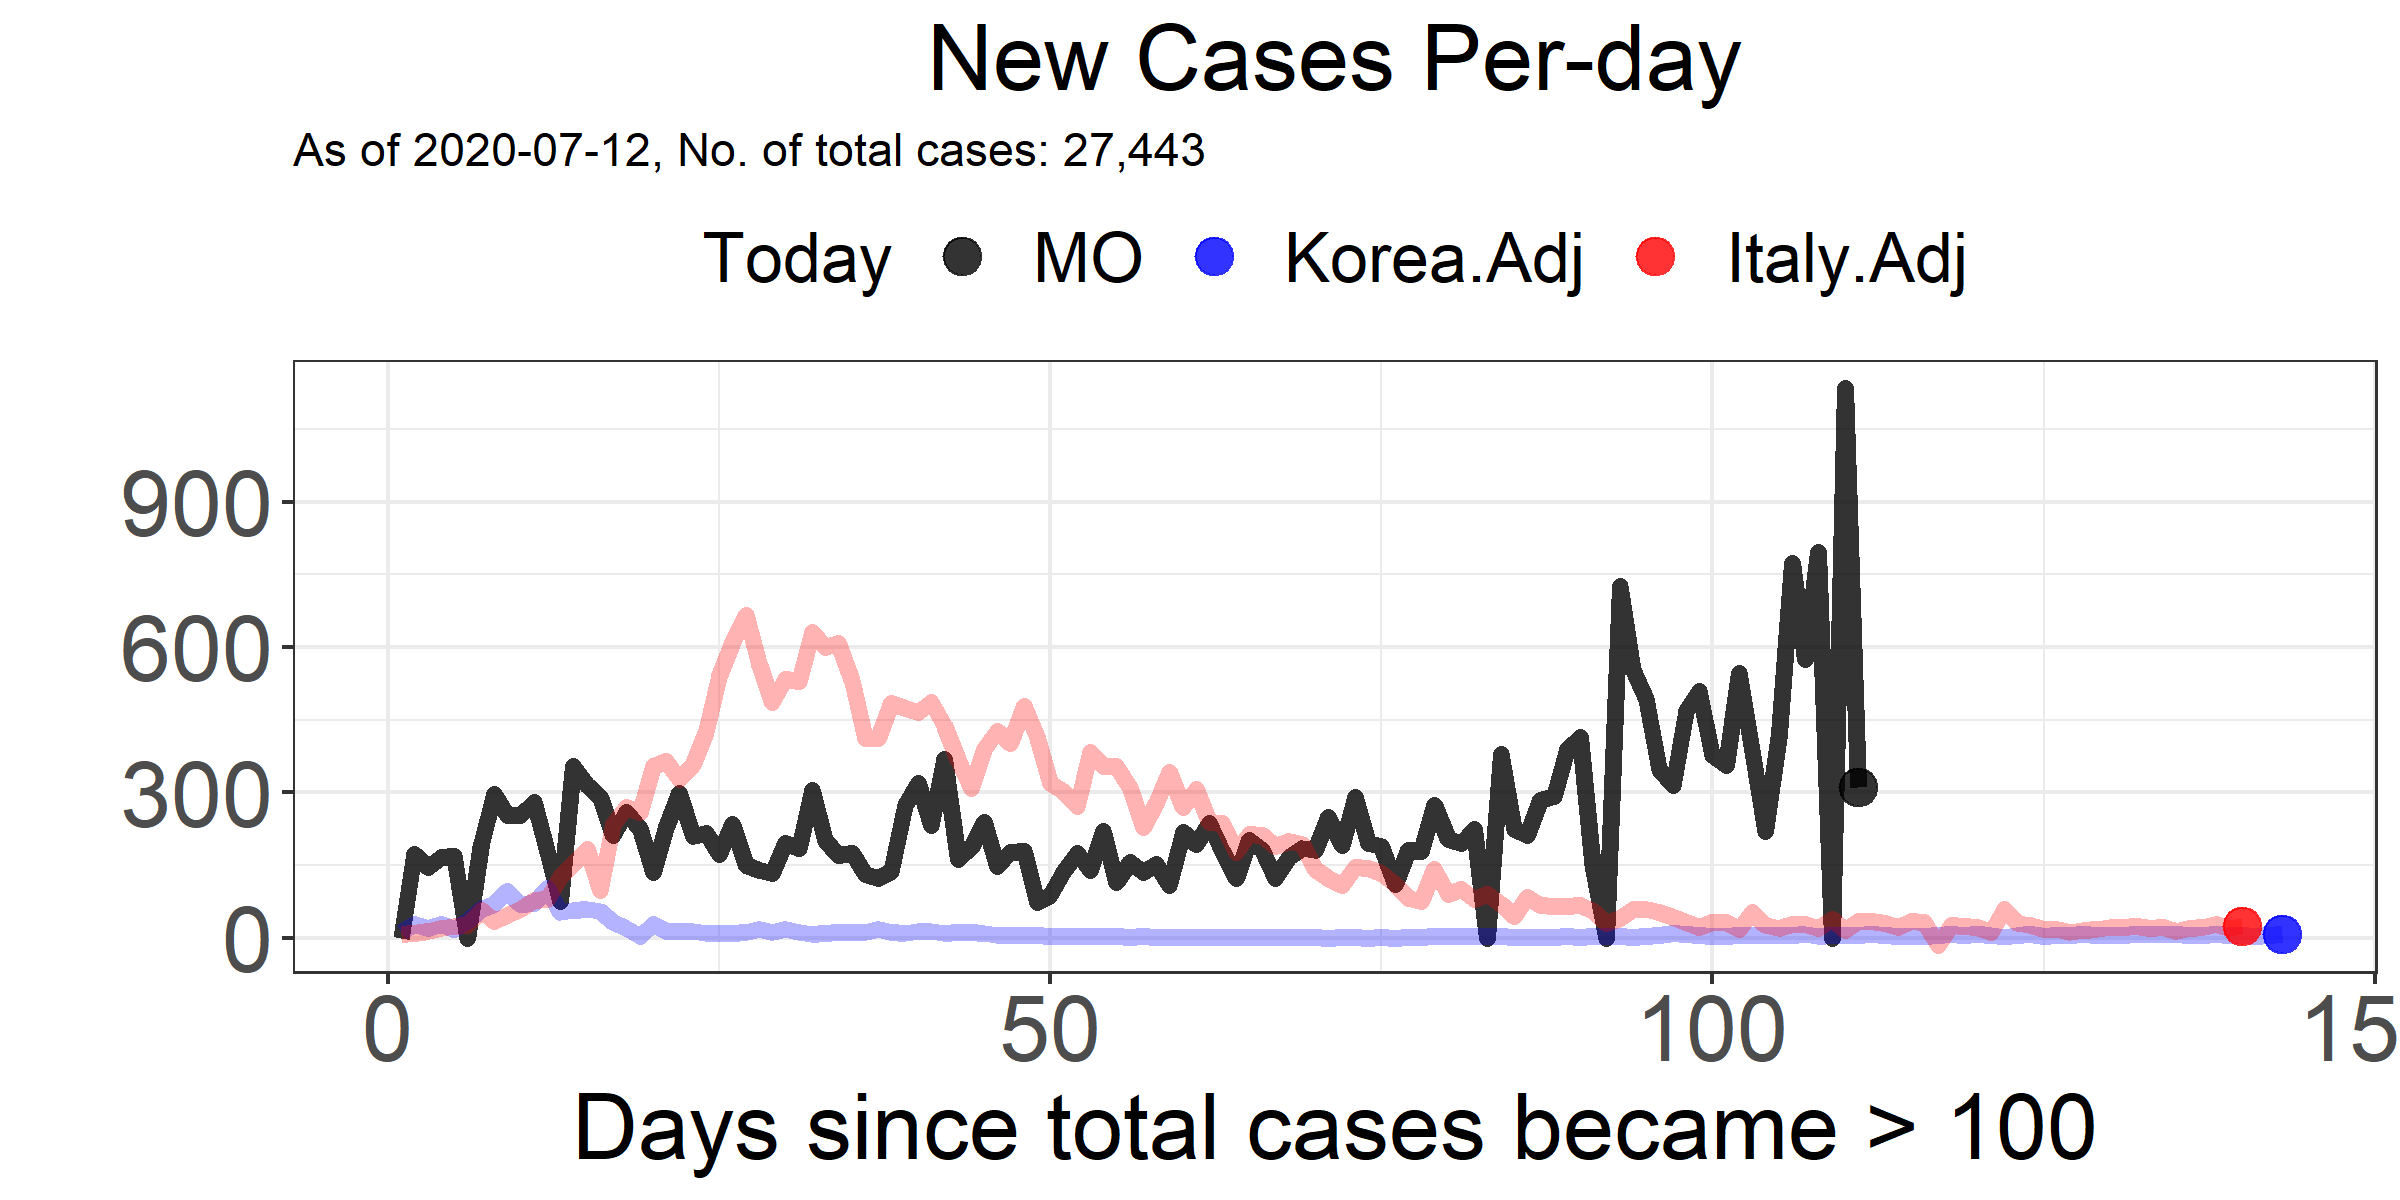 New Cases Per-day
As of 2020-07-12, No. of total cases: 27,443
Today MO Korea.Adj Italy.Adj
900
600
300
0
0 50 100 15
Days since total cases became > 100